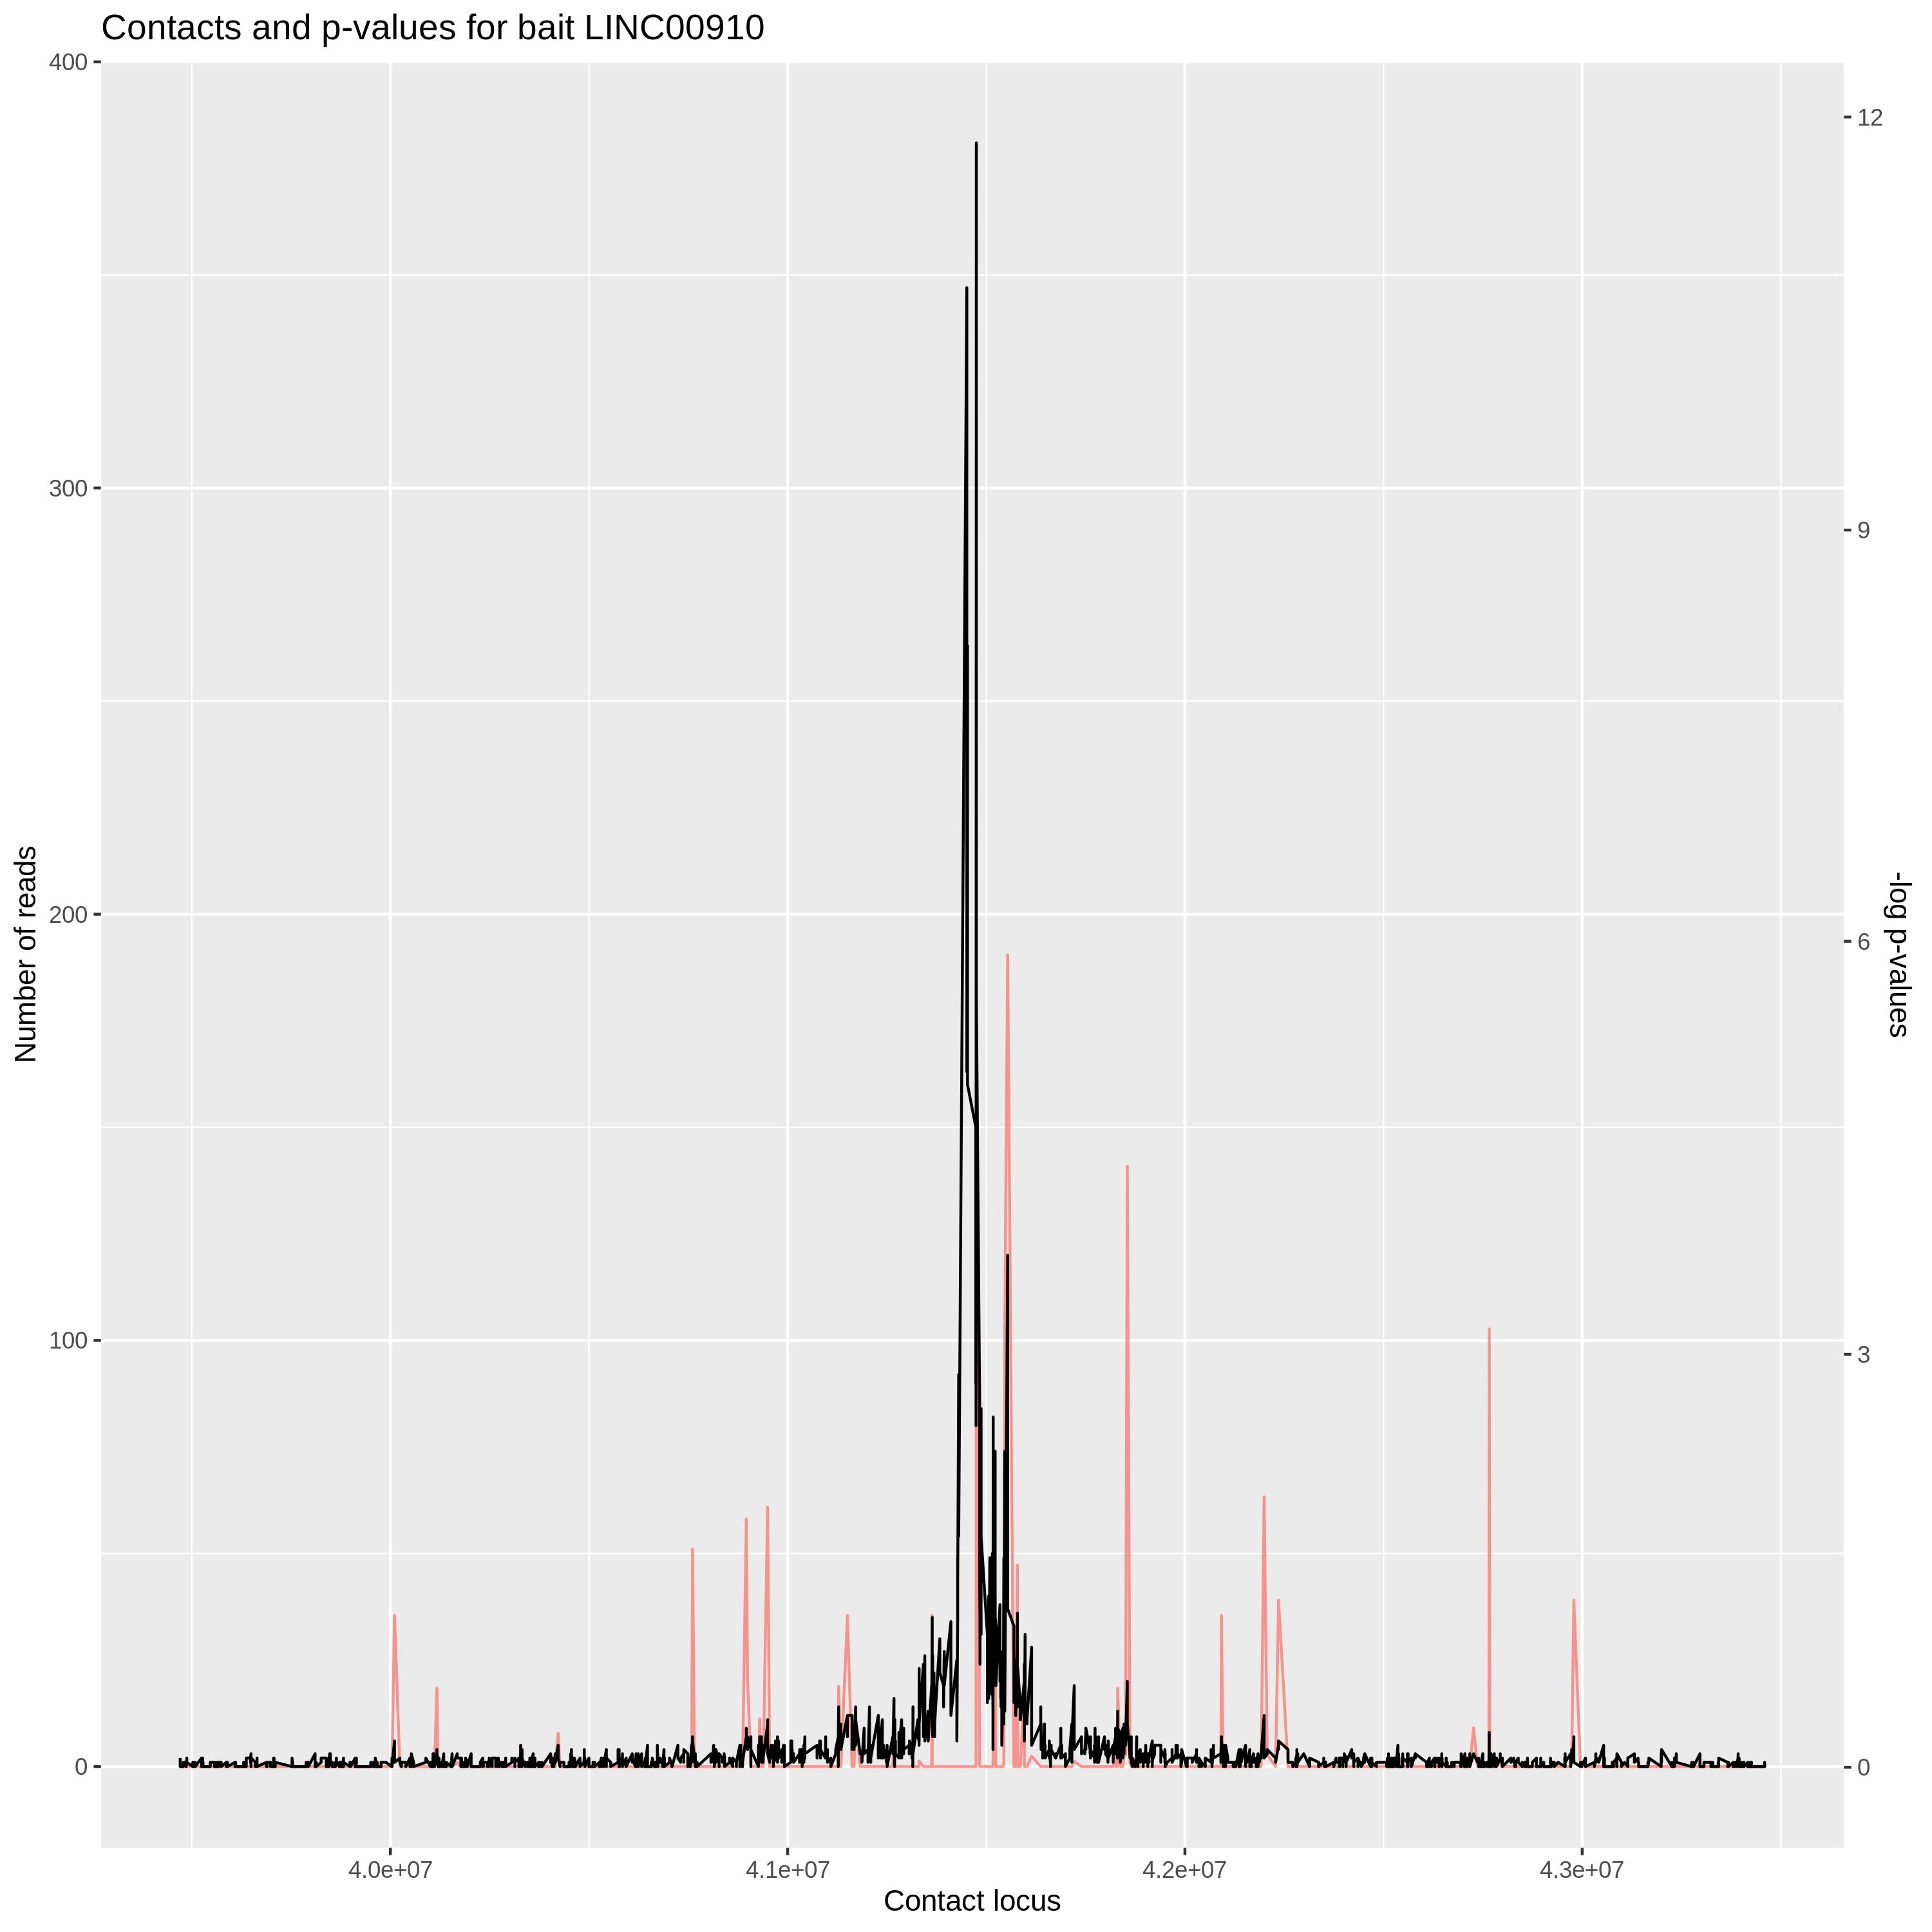 Contacts and p-values for bait LINC00910
400
300
200
100
0
Number of reads
12
9
6
3
0
-log p-values
4.0e+07
4.1e+07
4.2e+07
4.3e+07
Contact locus